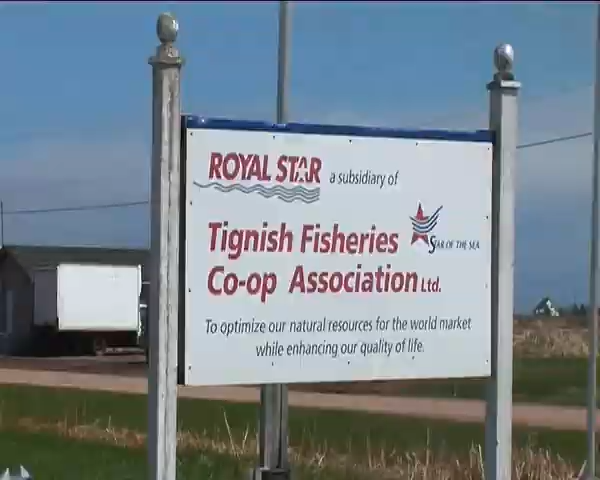 ROYAL STAR a subsidiary of
Tignish Fisheries
STAR OF THE SEA
Co-op Association Ltd.
To optimize our natural resources for the world market
while enhancing our quality of life.